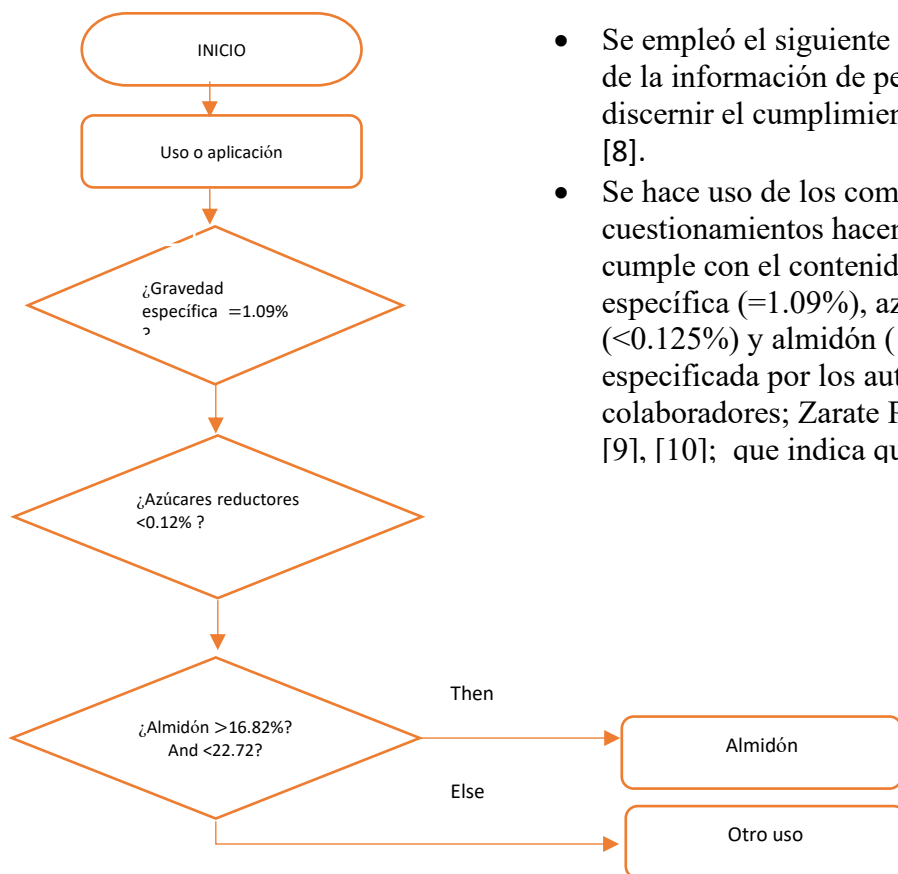 INICIO
Uso o aplicación
¿Gravedad
específica =1.09%
?
¿Azúcares reductores
<0.12% ?
¿Almidón >16.82%?
And <22.72?
Then
Almidón
Else
Otro uso
• Se empleó el siguiente
de la información de pe
discernir el cumplimien
[8].
• Se hace uso de los com
cuestionamientos hacen
cumple con el contenid
específica (=1.09%), az
(<0.125%) y almidón (
especificada por los aut
colaboradores; Zarate
[9], [10]; que indica qu